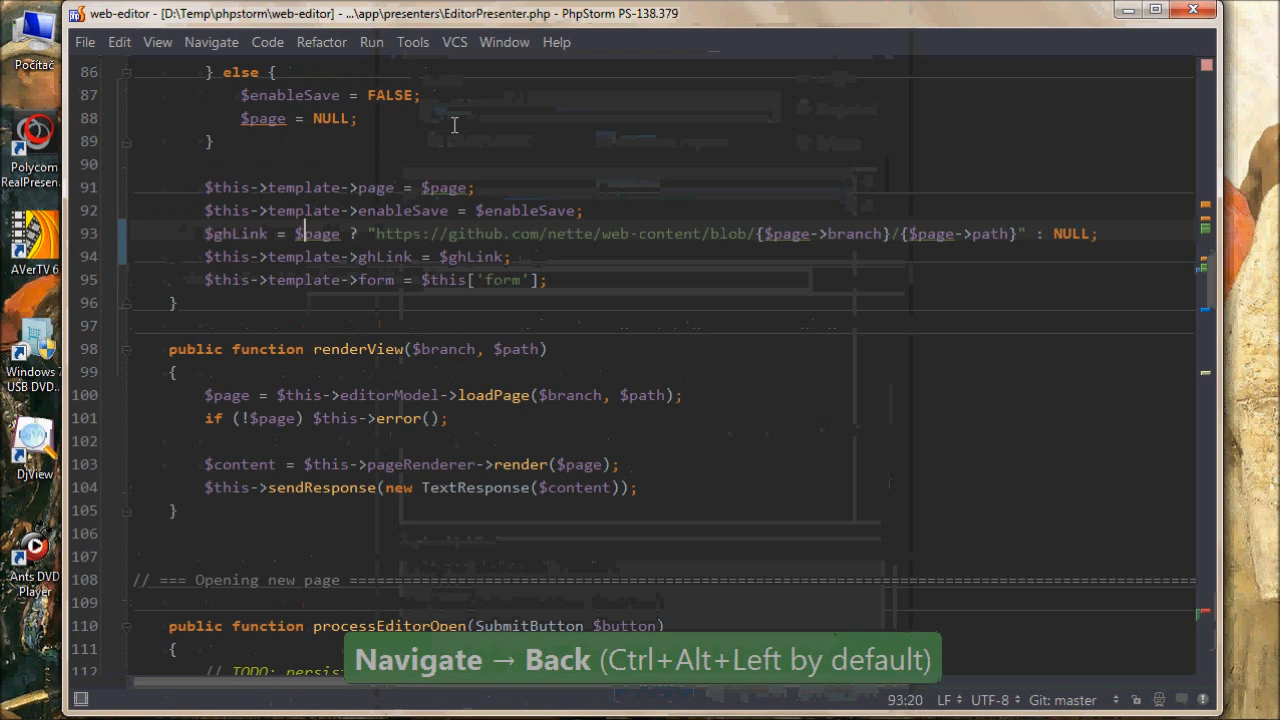 web-editor - [D:\Temp\phpstorm\web-editor] - ...\app\presenters\EditorPresenter.php - PhpStorm PS-138.379
File Edit View Navigate Code Refactor Run Tools VCS Window Help
Počítač
Polycom
RealPresen...
AVerTV 6
Windows 7
USB DVD...
DjView
Ants DVD
Player
86 } else {
87 $enableSave = FALSE;
88 $page = NULL;
89 }
90
91 $this->template->page = $page;
92 $this->template->enableSave = $enableSave;
93 $ghLink = $page ? "https://github.com/nette/web-content/blob/{$page->branch}/{$page->path}" : NULL;
94 $this->template->ghLink = $ghLink;
95 $this->template->form = $this['form'];
96 }
97
98 public function renderView($branch, $path)
99 {
100 $page = $this->editorModel->loadPage($branch, $path);
101 if (!$page) $this->error();
102
103 $content = $this->pageRenderer->render($page);
104 $this->sendResponse(new TextResponse($content));
105 }
106
107
108 // === Opening new page ================================================================
109
110 public function processEditorOpen(SubmitButton $button)
111 {
112 // TODO: persist
Navigate → Back (Ctrl+Alt+Left by default)
93:20 LF UTF-8 Git: master